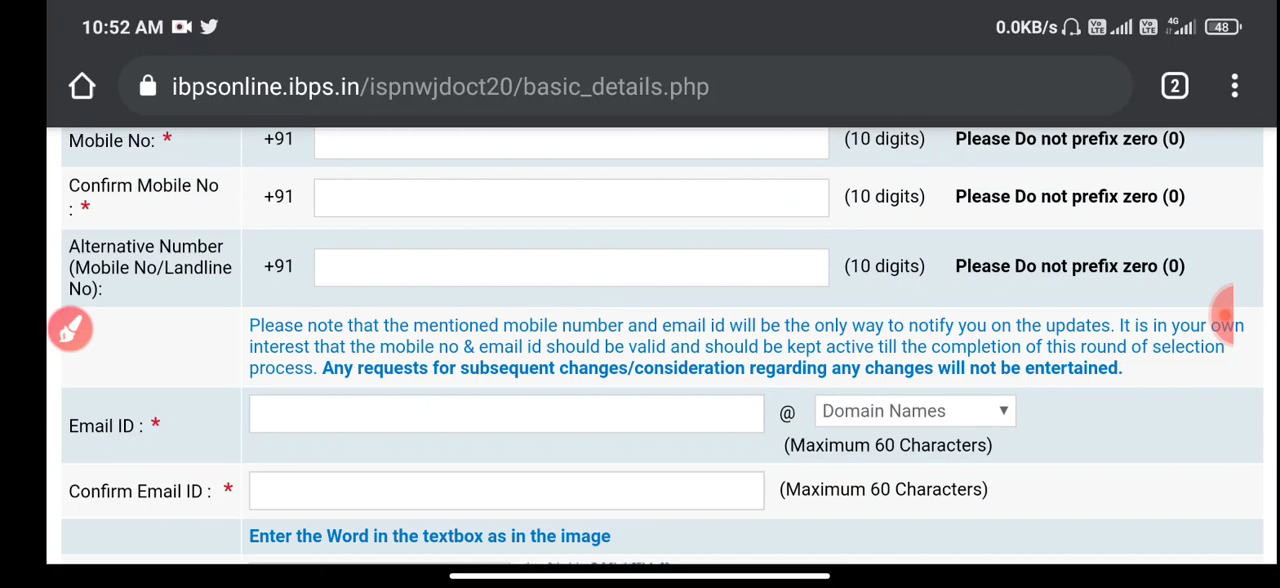 10:52 AM 0.0KB/s Vo LTE Vo LTE 4G 48
ibpsonline.ibps.in/ispnwjdoct20/basic_details.php 2
Mobile No: * +91 (10 digits) Please Do not prefix zero (0)
Confirm Mobile No
: * +91 (10 digits) Please Do not prefix zero (0)
Alternative Number
(Mobile No/Landline +91 (10 digits) Please Do not prefix zero (0)
No):
Please note that the mentioned mobile number and email id will be the only way to notify you on the updates. It is in your own
interest that the mobile no & email id should be valid and should be kept active till the completion of this round of selection
process. Any requests for subsequent changes/consideration regarding any changes will not be entertained.
Email ID : * @ Domain Names
(Maximum 60 Characters)
Confirm Email ID : * (Maximum 60 Characters)
Enter the Word in the textbox as in the image